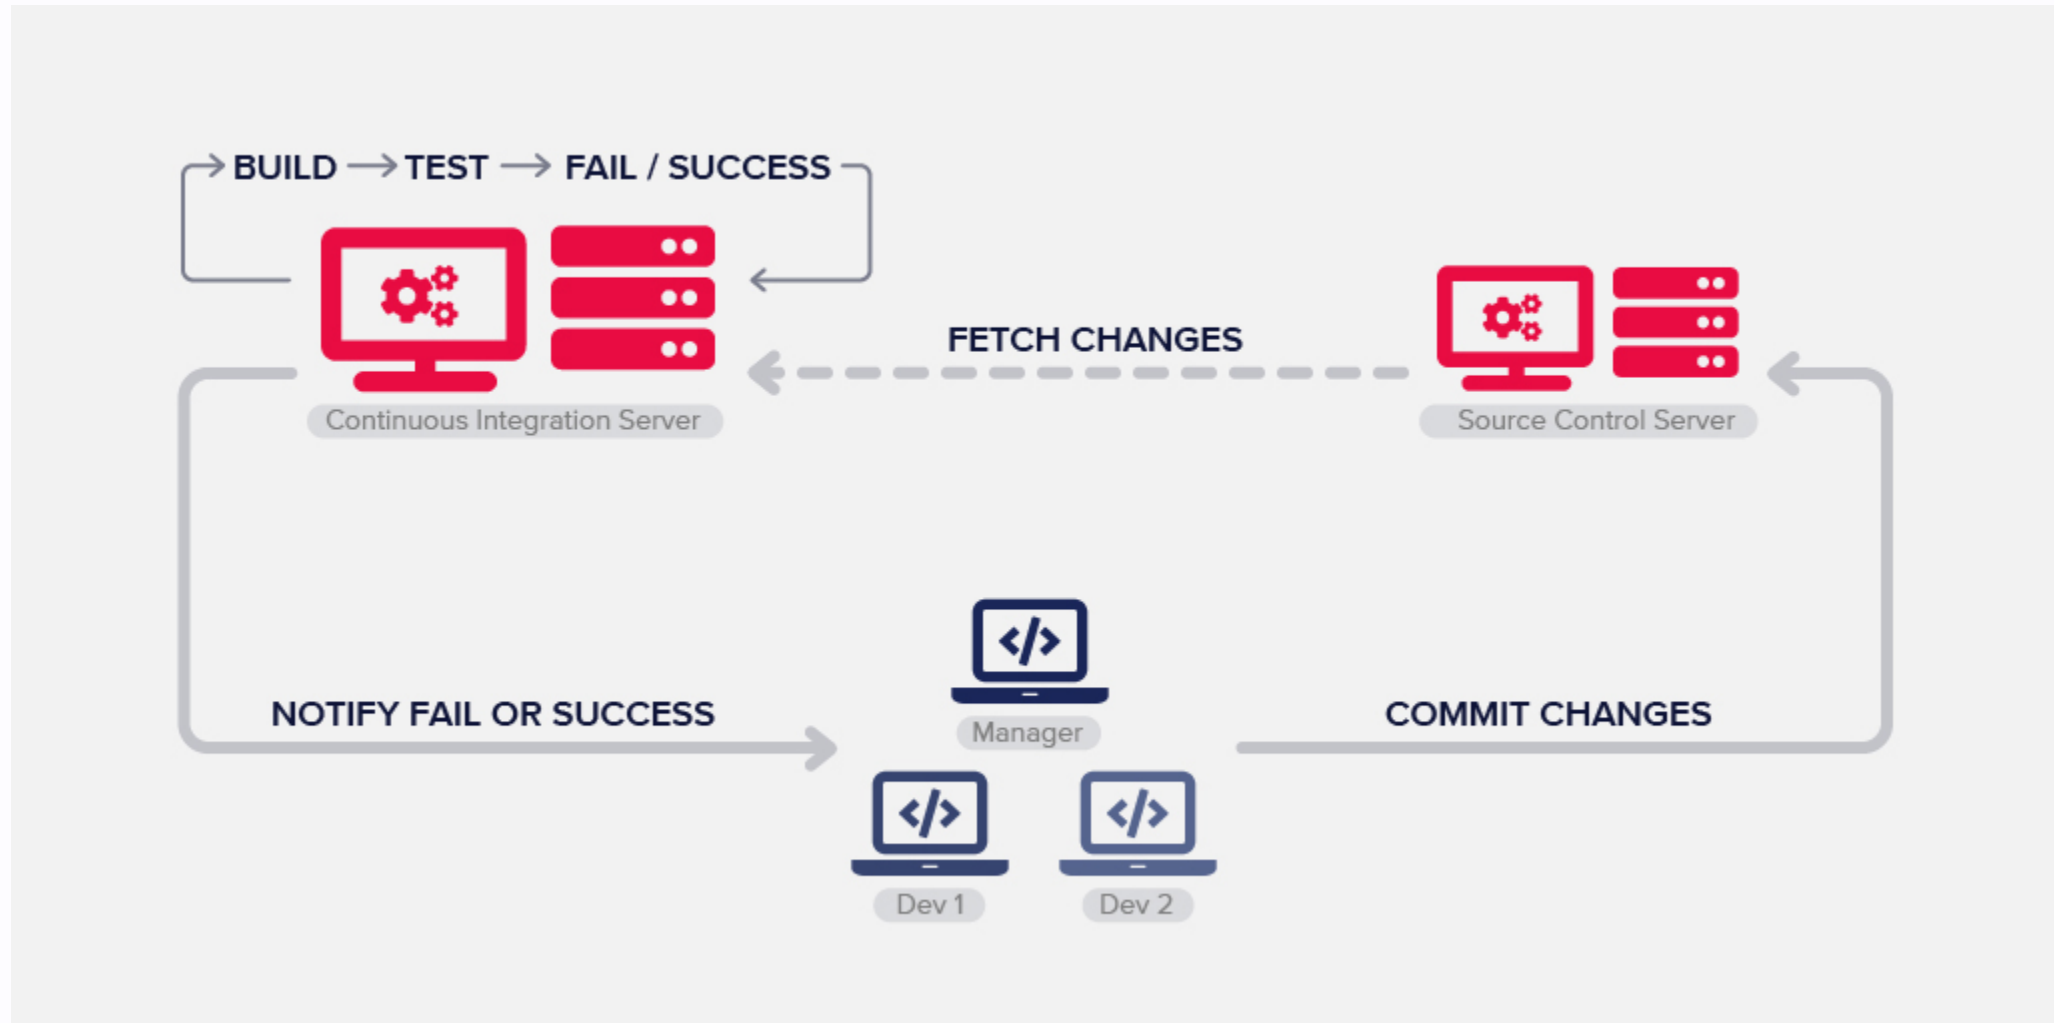 BUILD → TEST → FAIL / SUCCESS
FETCH CHANGES
Continuous Integration Server
Source Control Server
NOTIFY FAIL OR SUCCESS
COMMIT CHANGES
</> 
Manager
</> </>
Dev 1
Dev 2